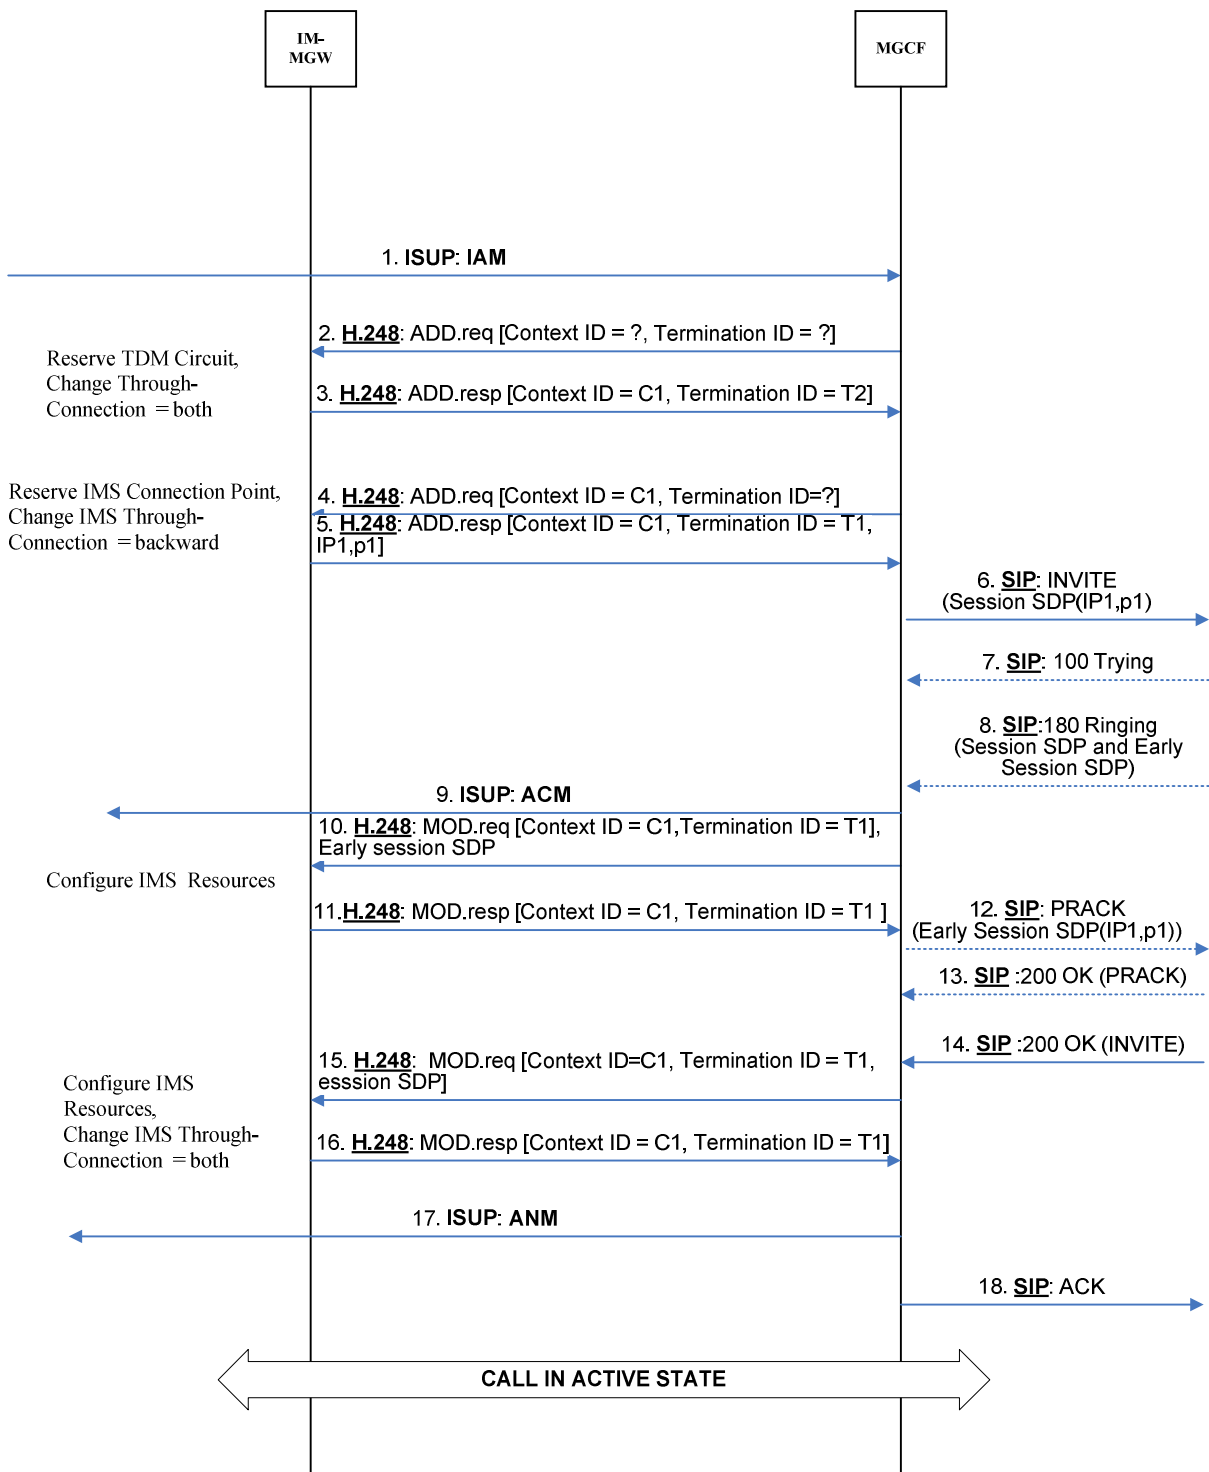 IM-
MGW
MGCF
1. ISUP: IAM
2. H.248: ADD.req [Context ID = ?, Termination ID = ?]
Reserve TDM Circuit,
Change Through-
Connection = both
3. H.248: ADD.resp [Context ID = C1, Termination ID = T2]
Reserve IMS Connection Point,
Change IMS Through-
Connection = backward
4. H.248: ADD.req [Context ID = C1, Termination ID=?]
5. H.248: ADD.resp [Context ID = C1, Termination ID = T1,
IP1,p1]
6. SIP: INVITE
(Session SDP(IP1,p1)
7. SIP: 100 Trying
8. SIP:180 Ringing
(Session SDP and Early
Session SDP)
9. ISUP: ACM
10. H.248: MOD.req [Context ID = C1,Termination ID = T1],
Early session SDP
Configure IMS Resources
11.H.248: MOD.resp [Context ID = C1, Termination ID = T1 ]
12. SIP: PRACK
(Early Session SDP(IP1,p1))
13. SIP :200 OK (PRACK)
14. SIP :200 OK (INVITE)
15. H.248: MOD.req [Context ID=C1, Termination ID = T1,
esssion SDP]
Configure IMS
Resources,
Change IMS Through-
Connection = both
16. H.248: MOD.resp [Context ID = C1, Termination ID = T1]
17. ISUP: ANM
18. SIP: ACK
CALL IN ACTIVE STATE